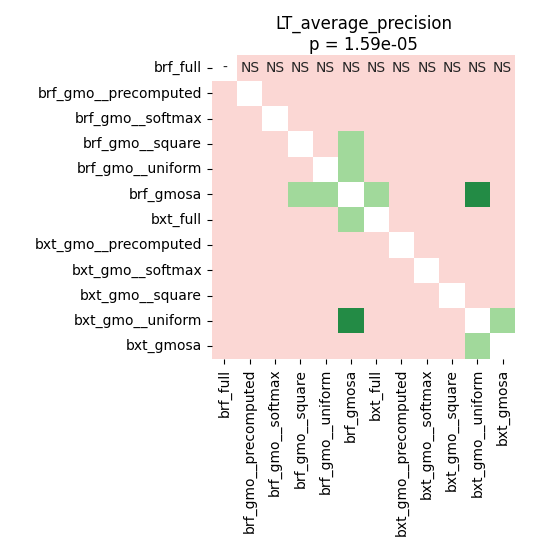 LT_average_precision
p = 1.59e-05
brf_full - NS NS NS NS NS NS NS NS NS NS NS
brf_gmo__precomputed
brf_gmo__softmax
brf_gmo__square
brf_gmo__uniform
brf_gmosa
bxt_full
bxt_gmo__precomputed
bxt_gmo__softmax
bxt_gmo__square
bxt_gmo__uniform
bxt_gmosa
brf_full
brf_gmo__precomputed
brf_gmo__softmax
brf_gmo__square
brf_gmo__uniform
brf_gmosa
bxt_full
bxt_gmo__precomputed
bxt_gmo__softmax
bxt_gmo__square
bxt_gmo__uniform
bxt_gmosa